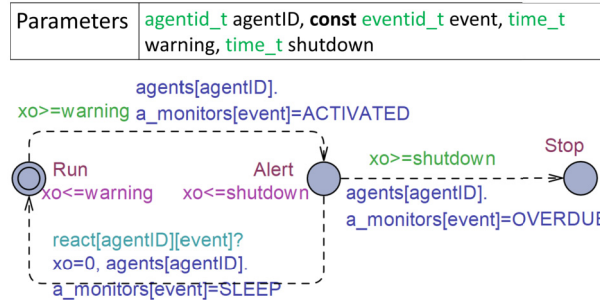 Parameters
agentid_t agentID, const eventid_t event, time_t
warning, time_t shutdown
agents[agentID].
xo>=warning a_monitors[event]=ACTIVATED
Run
xo<=warning
Alert
xo<=shutdown
xo>=shutdown
Stop
agents[agentID].
a_monitors[event]=OVERDUE
react[agentID][event]?
xo=0, agents[agentID].
a_monitors[event]=SLEEP